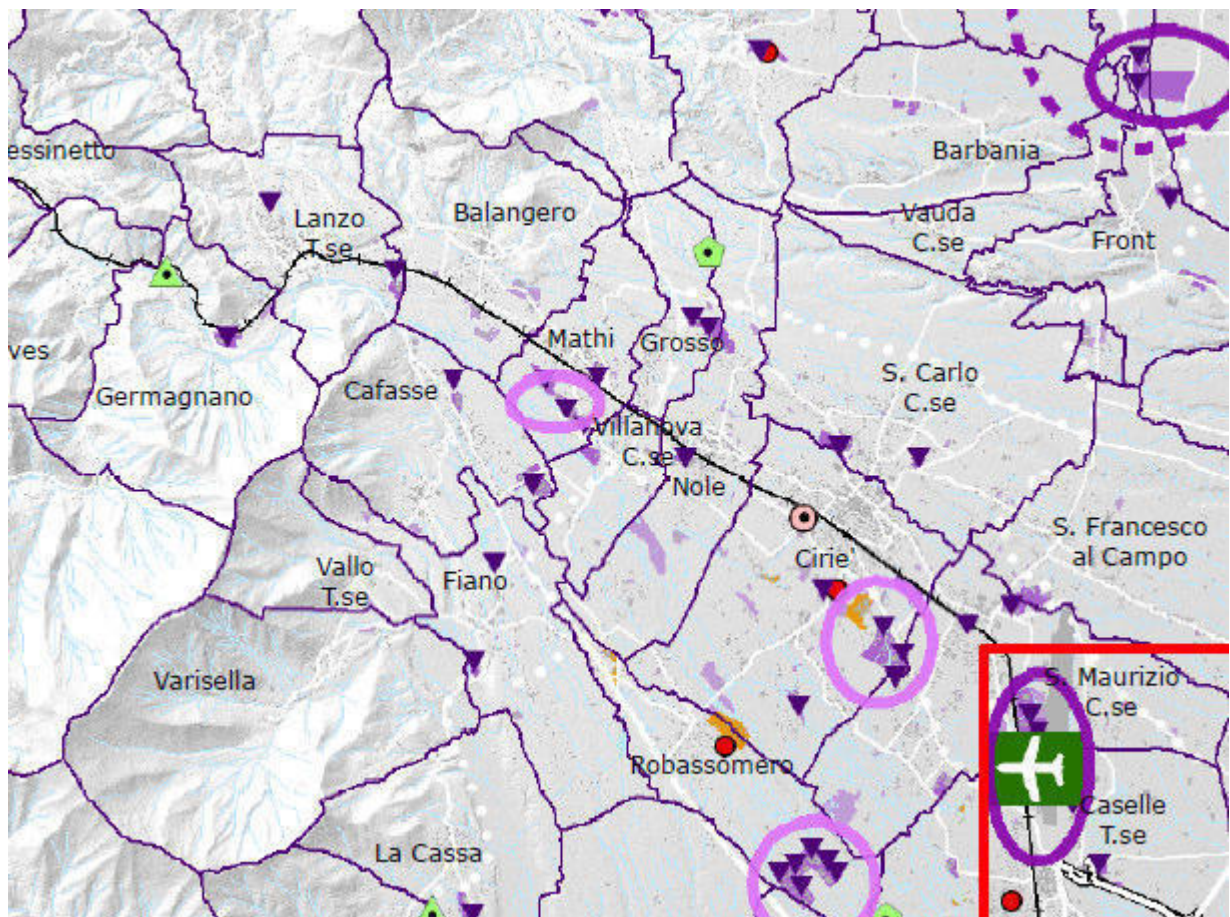 Barbania
essinetto
Lanzo
T.se
Balangero
Vauda
C.se
Front
Mathi
Grosso
ves
Germagnano
Cafasse
S. Carlo
C.se
Villanova
C.se
Nole
S. Francesco
al Campo
Cirie'
Vallo
T.se
Fiano
Varisella
S. Maurizio
C.se
Robassomero
Caselle
T.se
La Cassa